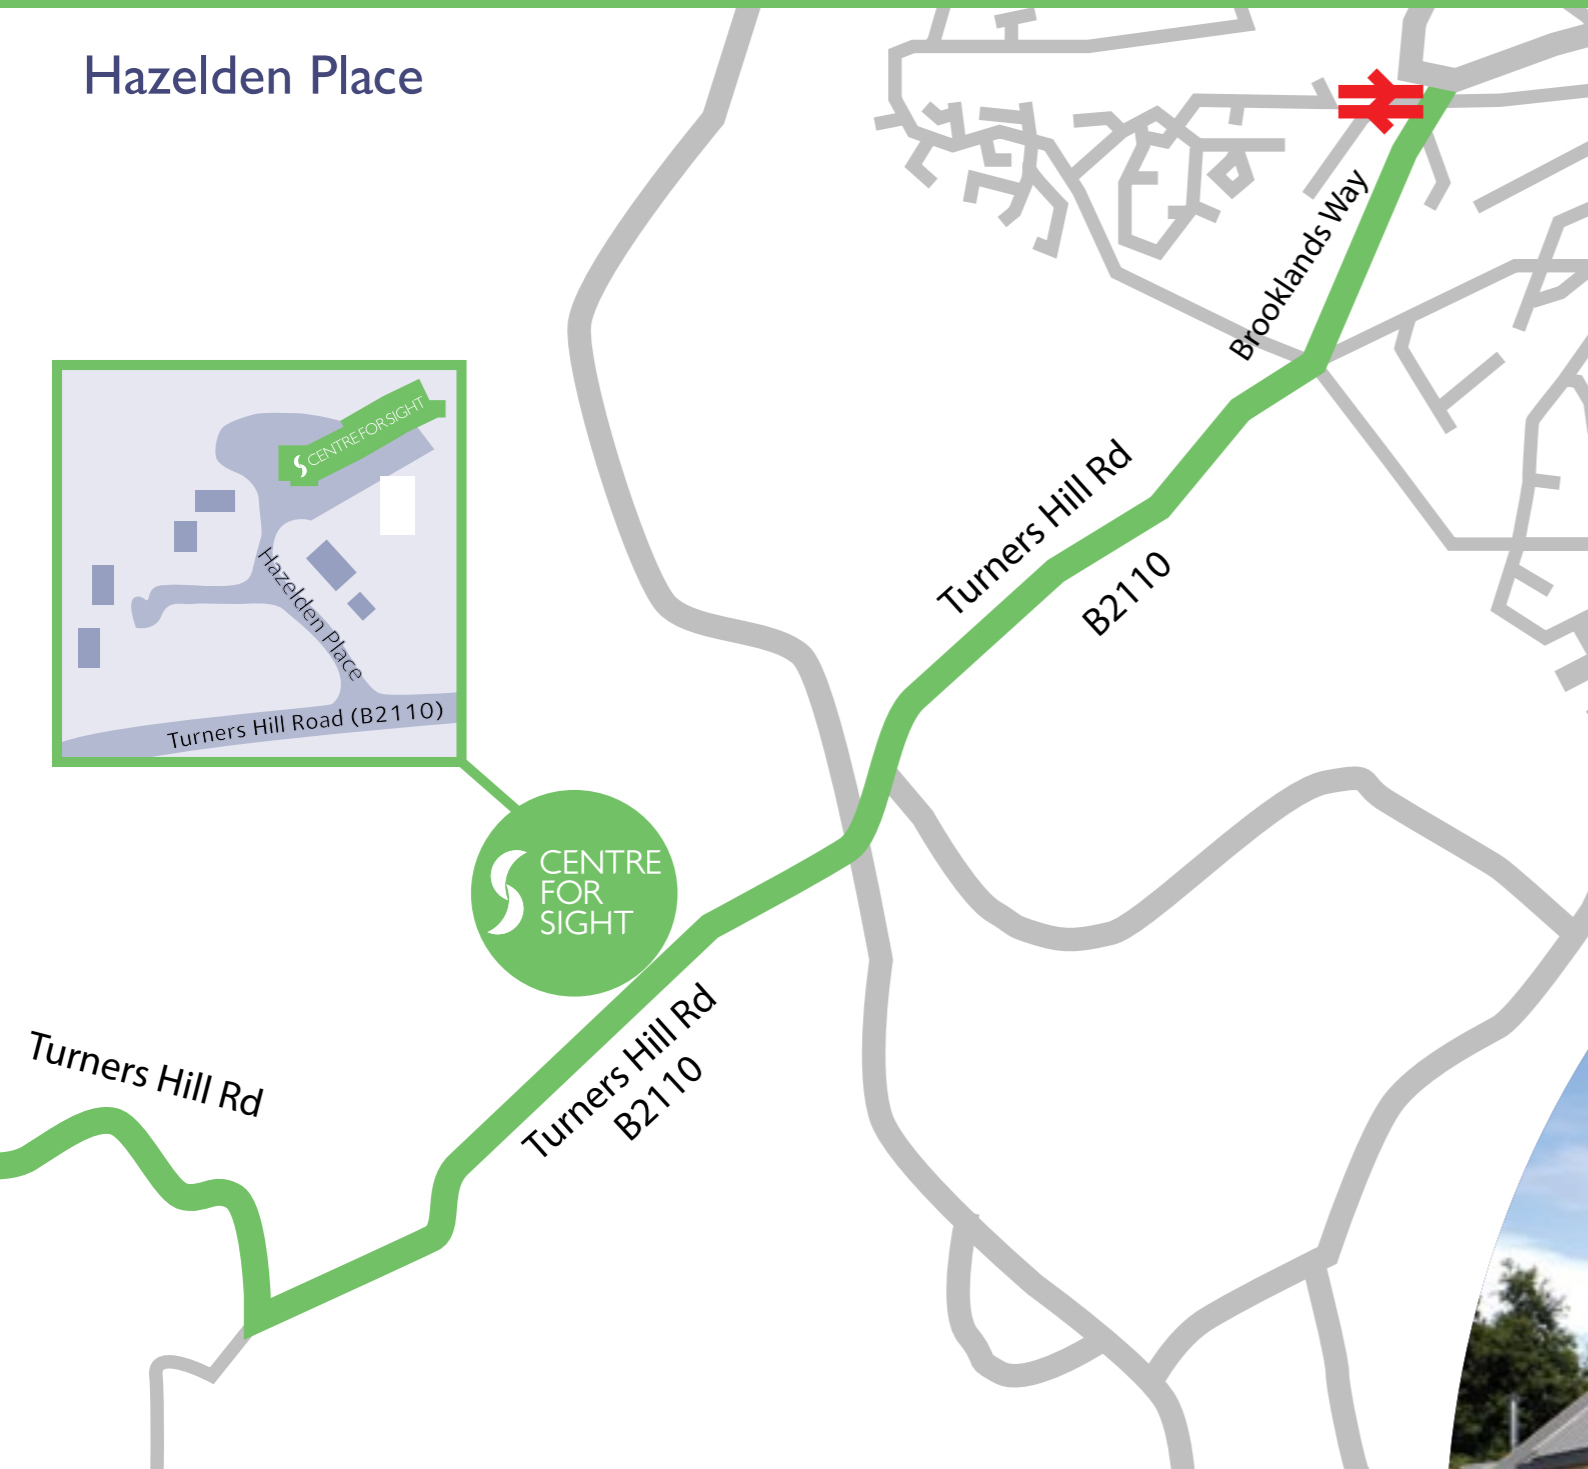 Hazelden Place
Brooklands Way
CENTRE FOR SIGHT
Turners Hill Rd
B2110
Hazelden Place
Turners Hill Road (B2110)
CENTRE
FOR
SIGHT
Turners Hill Rd
B2110
Turners Hill Rd